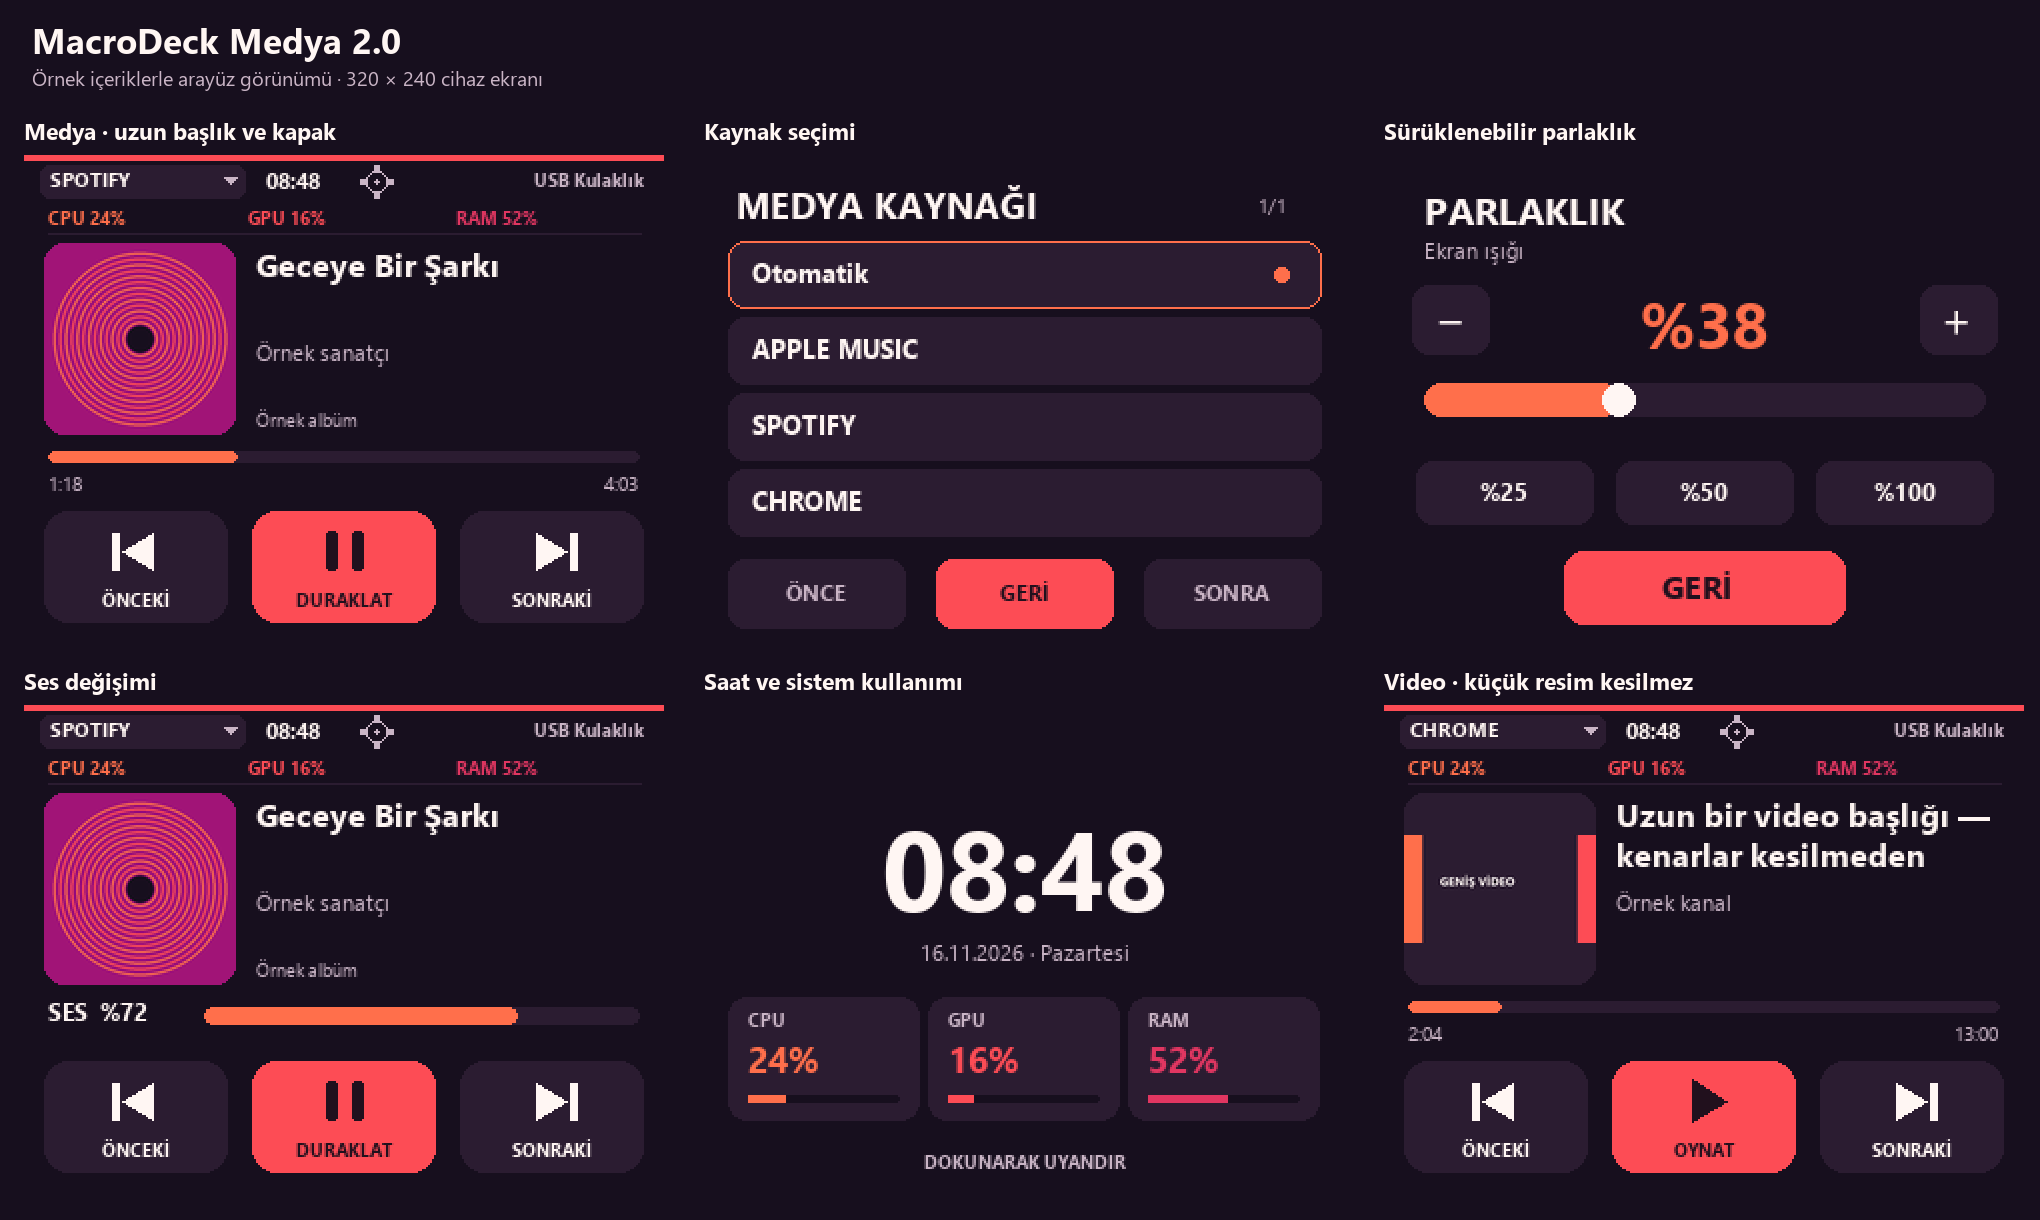 MacroDeck Medya 2.0
Örnek içeriklerle arayüz görünümü · 320 × 240 cihaz ekranı
Medya · uzun başlık ve kapak
SPOTIFY 08:48 USB Kulaklık
CPU 24% GPU 16% RAM 52%
Geceye Bir Şarkı
Örnek sanatçı
Örnek albüm
1:18 4:03
ÖNCEKİ DURAKLAT SONRAKİ
Kaynak seçimi
MEDYA KAYNAĞI 1/1
Otomatik
APPLE MUSIC
SPOTIFY
CHROME
ÖNCE GERİ SONRA
Sürüklenebilir parlaklık
PARLAKLIK
Ekran ışığı
− %38 +
%25 %50 %100
GERİ
Ses değişimi
SPOTIFY 08:48 USB Kulaklık
CPU 24% GPU 16% RAM 52%
Geceye Bir Şarkı
Örnek sanatçı
Örnek albüm
SES %72
ÖNCEKİ DURAKLAT SONRAKİ
Saat ve sistem kullanımı
08:48
16.11.2026 · Pazartesi
CPU GPU RAM
24% 16% 52%
DOKUNARAK UYANDIR
Video · küçük resim kesilmez
CHROME 08:48 USB Kulaklık
CPU 24% GPU 16% RAM 52%
GENİŞ VİDEO
Uzun bir video başlığı —
kenarlar kesilmeden
Örnek kanal
2:04 13:00
ÖNCEKİ OYNAT SONRAKİ